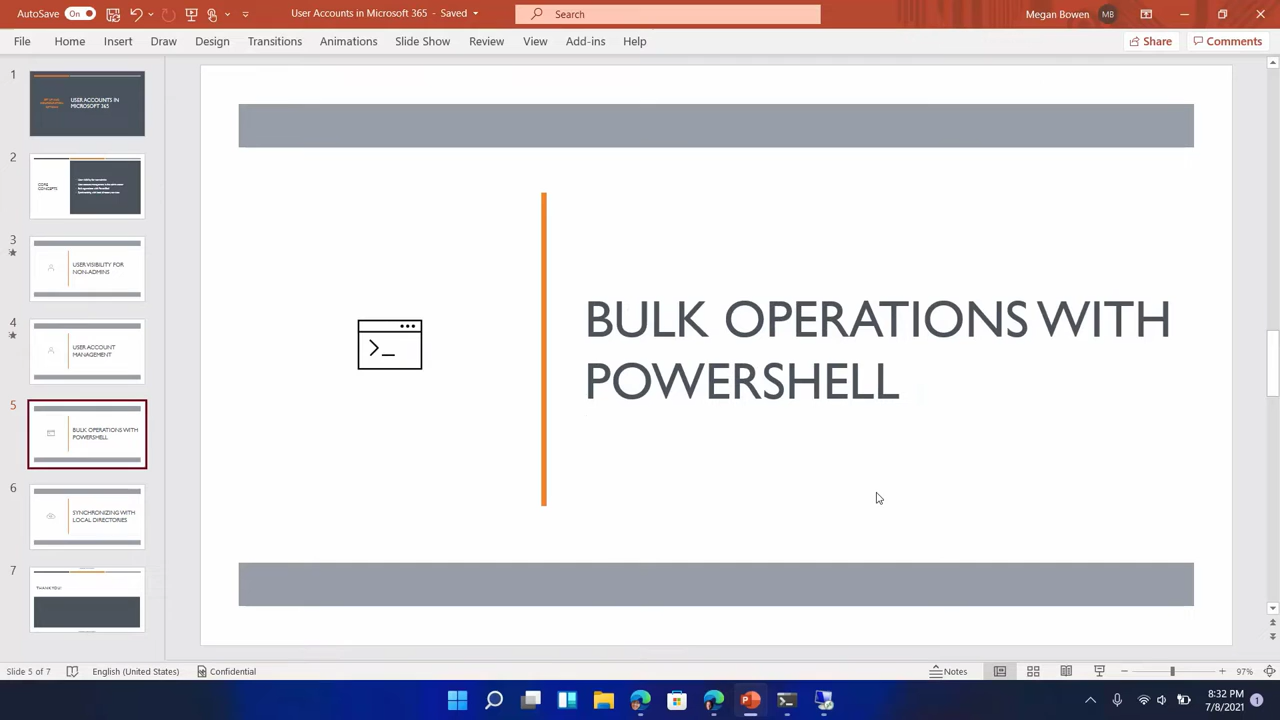 AutoSave On
User Accounts in Microsoft 365 - Saved
Search
Megan Bowen MB
File Home Insert Draw Design Transitions Animations Slide Show Review View Add-ins Help
Share Comments
1
USER ACCOUNTS IN
MICROSOFT 365
2
CORE
CONCEPTS
3
USER VISIBILITY FOR
NON-ADMINS
4
USER ACCOUNT
MANAGEMENT
5
BULK OPERATIONS WITH
POWERSHELL
6
SYNCHRONIZING WITH
LOCAL DIRECTORIES
7
THANK YOU!
>_
BULK OPERATIONS WITH
POWERSHELL
Slide 5 of 7 English (United States) Confidential Notes 97%
8:32 PM
7/8/2021 1